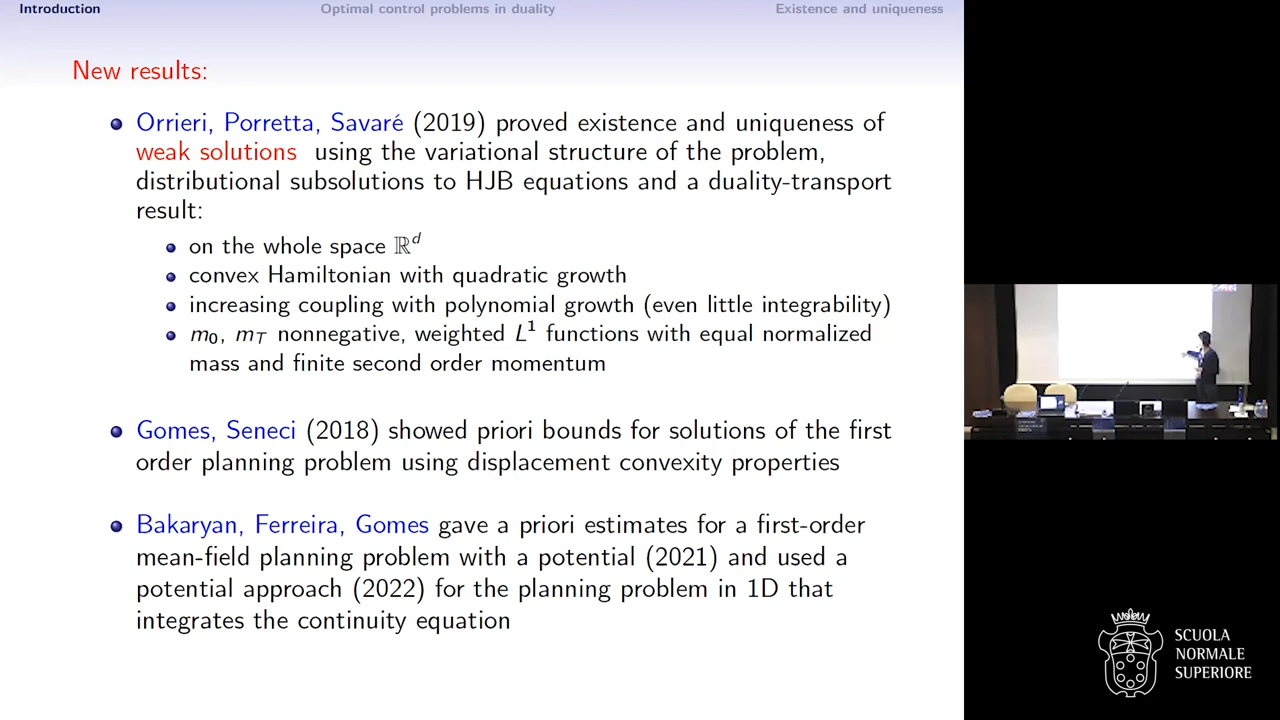 Introduction
Optimal control problems in duality
Existence and uniqueness
New results:
Orrieri, Porretta, Savaré (2019) proved existence and uniqueness of
weak solutions using the variational structure of the problem,
distributional subsolutions to HJB equations and a duality-transport
result:
on the whole space ℝᵈ
convex Hamiltonian with quadratic growth
increasing coupling with polynomial growth (even little integrability)
m₀, m_T nonnegative, weighted L¹ functions with equal normalized
mass and finite second order momentum
Gomes, Seneci (2018) showed priori bounds for solutions of the first
order planning problem using displacement convexity properties
Bakaryan, Ferreira, Gomes gave a priori estimates for a first-order
mean-field planning problem with a potential (2021) and used a
potential approach (2022) for the planning problem in 1D that
integrates the continuity equation
SCUOLA
NORMALE
SUPERIORE